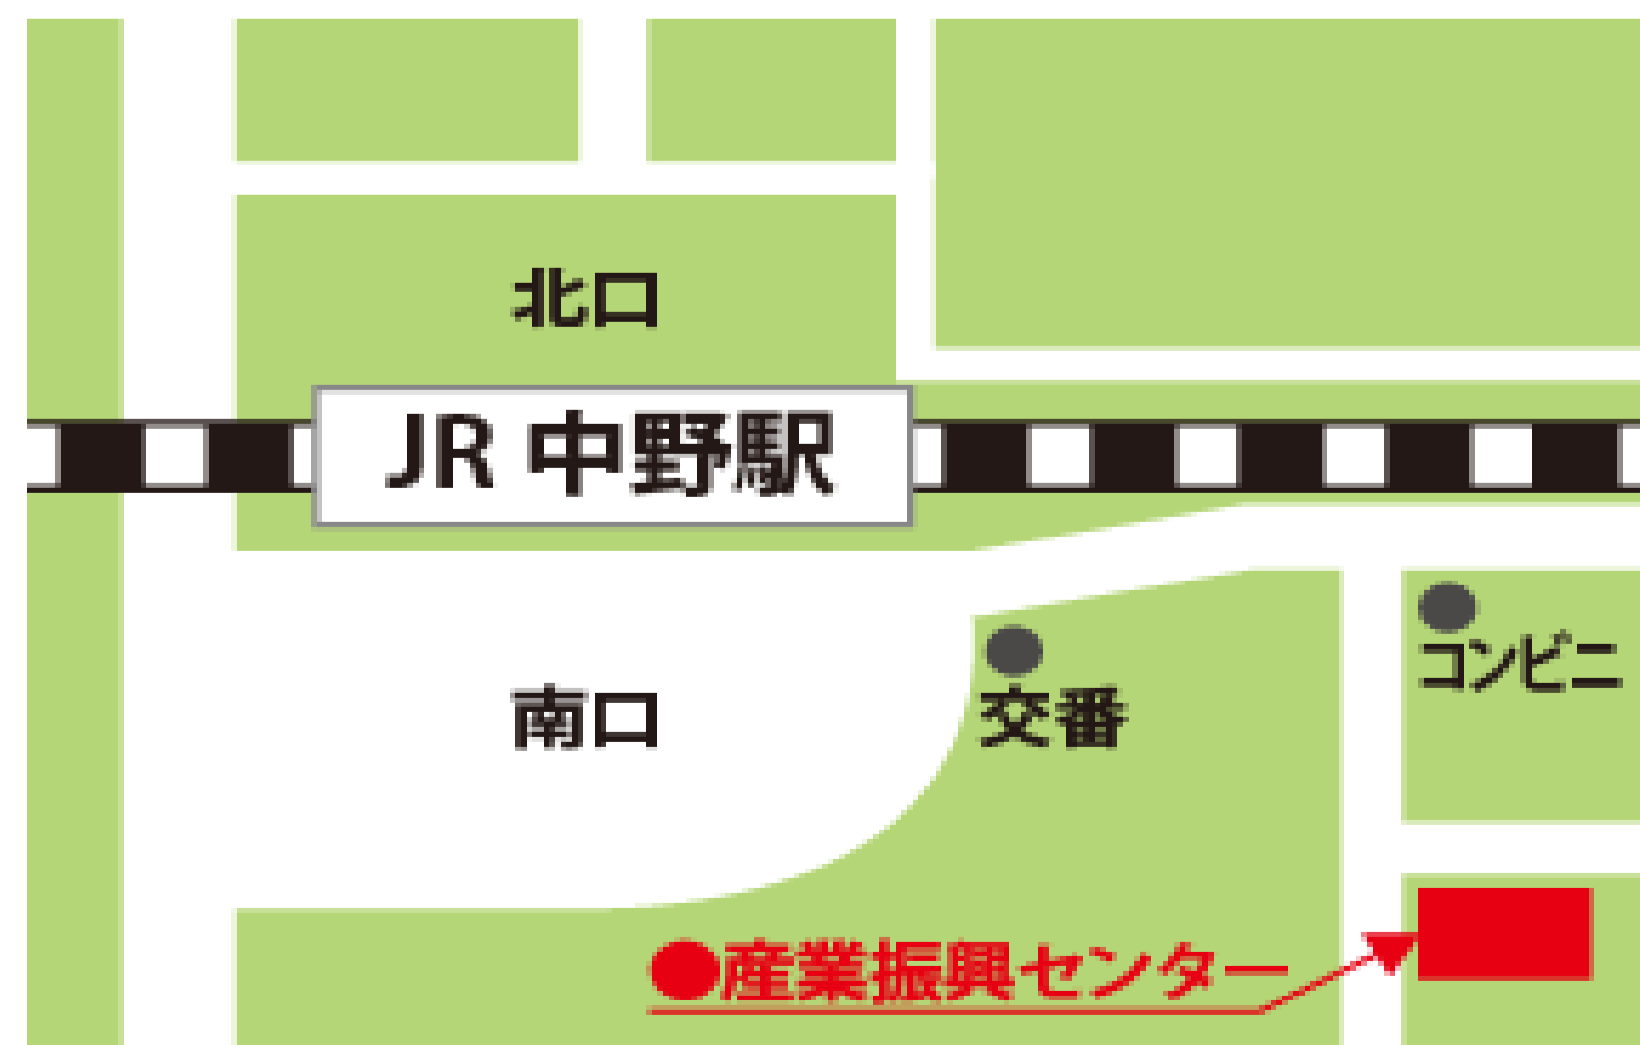 北口
JR 中野駅
コンビニ
南口
交番
●産業振興センター